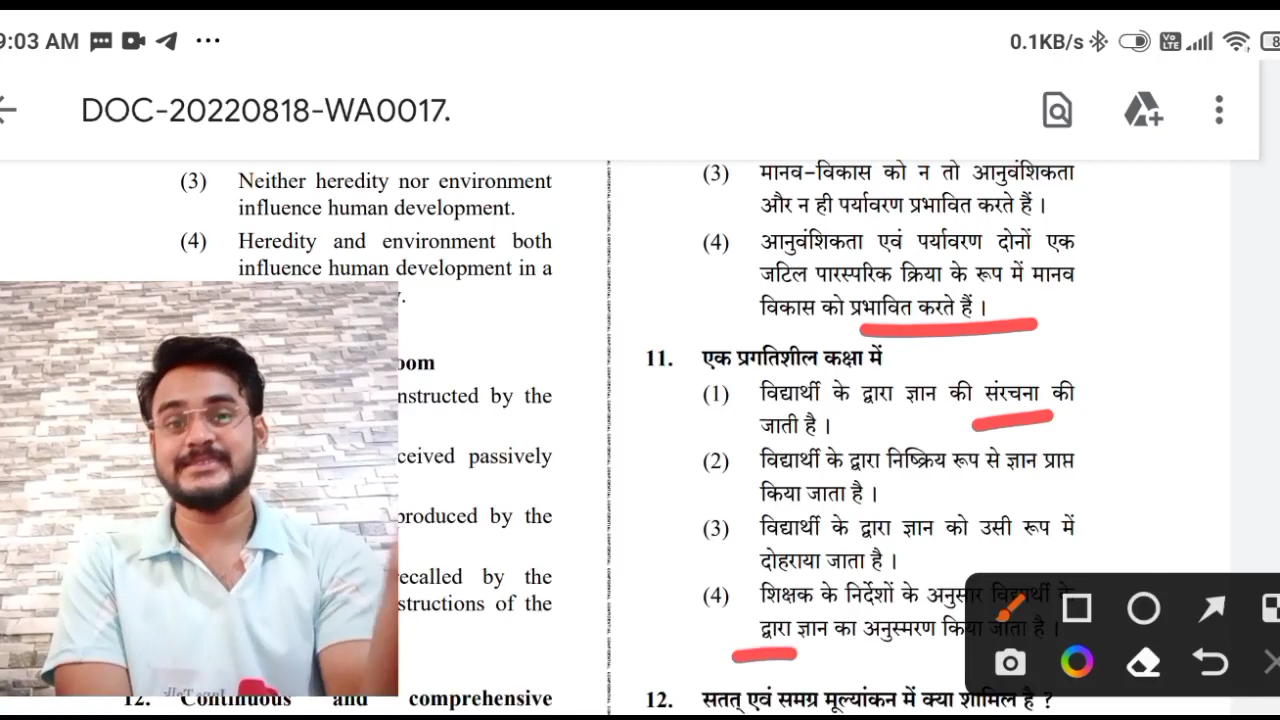 9:03 AM
0.1KB/s
DOC-20220818-WA0017.
(3) Neither heredity nor environment
influence human development.
(4) Heredity and environment both
influence human development in a
oom
nstructed by the
ceived passively
produced by the
ecalled by the
structions of the
12. Continuous and comprehensive
(3) मानव-विकास को न तो आनुवंशिकता
और न ही पर्यावरण प्रभावित करते हैं ।
(4) आनुवंशिकता एवं पर्यावरण दोनों एक
जटिल पारस्परिक क्रिया के रूप में मानव
विकास को प्रभावित करते हैं ।
11. एक प्रगतिशील कक्षा में
(1) विद्यार्थी के द्वारा ज्ञान की संरचना की
जाती है ।
(2) विद्यार्थी के द्वारा निष्क्रिय रूप से ज्ञान प्राप्त
किया जाता है ।
(3) विद्यार्थी के द्वारा ज्ञान को उसी रूप में
दोहराया जाता है ।
(4) शिक्षक के निर्देशों के अनुसार विद्यार्थी के
द्वारा ज्ञान का अनुस्मरण किया जाता है ।
12. सतत् एवं समग्र मूल्यांकन में क्या शामिल है ?